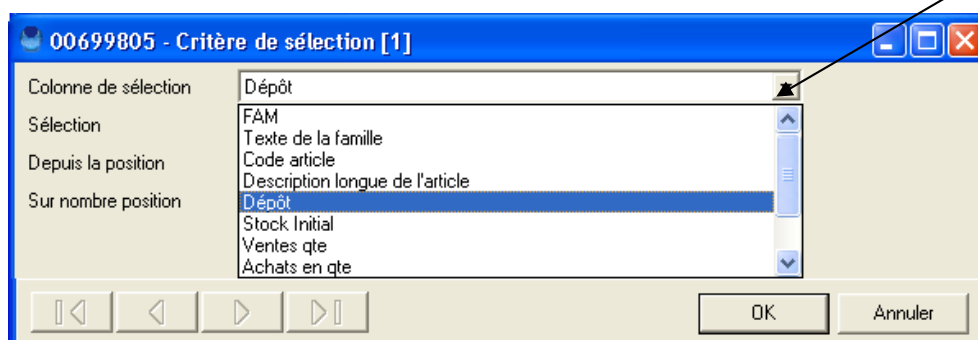 00699805 - Critère de sélection [1]
Colonne de sélection
Dépôt
Sélection
Depuis la position
Sur nombre position
FAM
Texte de la famille
Code article
Description longue de l'article
Dépôt
Stock Initial
Ventes qte
Achats en qte
OK
Annuler